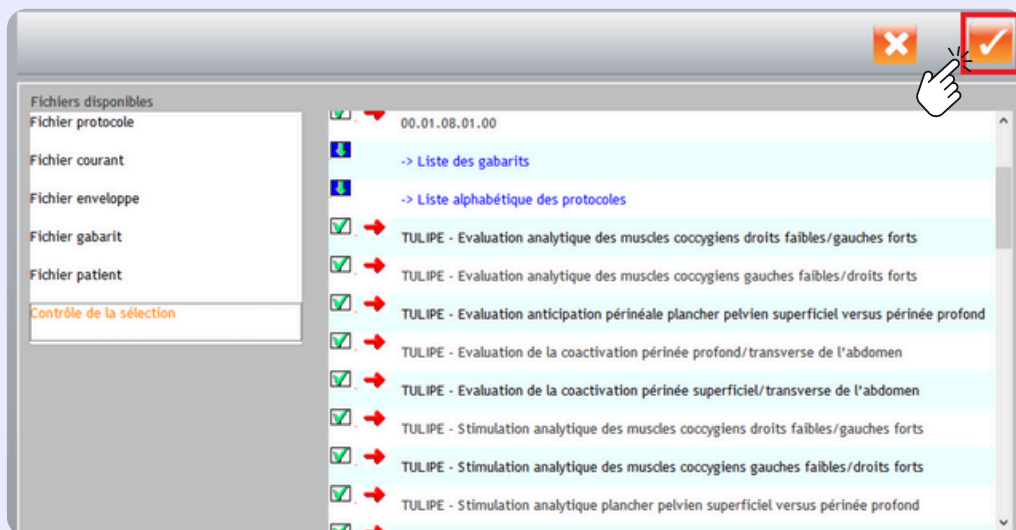 Fichiers disponibles
Fichier protocole
Fichier courant
Fichier enveloppe
Fichier gabarit
Fichier patient
Contrôle de la sélection
00.01.08.01.00
-> Liste des gabarits
-> Liste alphabétique des protocoles
TULIPE - Evaluation analytique des muscles coccygiens droits faibles/gauches forts
TULIPE - Evaluation analytique des muscles coccygiens gauches faibles/droits forts
TULIPE - Evaluation anticipation périnéale plancher pelvien superficiel versus périnée profond
TULIPE - Evaluation de la coactivation périnée profond/transverse de l'abdomen
TULIPE - Evaluation de la coactivation périnée superficiel/transverse de l'abdomen
TULIPE - Stimulation analytique des muscles coccygiens droits faibles/gauches forts
TULIPE - Stimulation analytique des muscles coccygiens gauches faibles/droits forts
TULIPE - Stimulation analytique plancher pelvien superficiel versus périnée profond